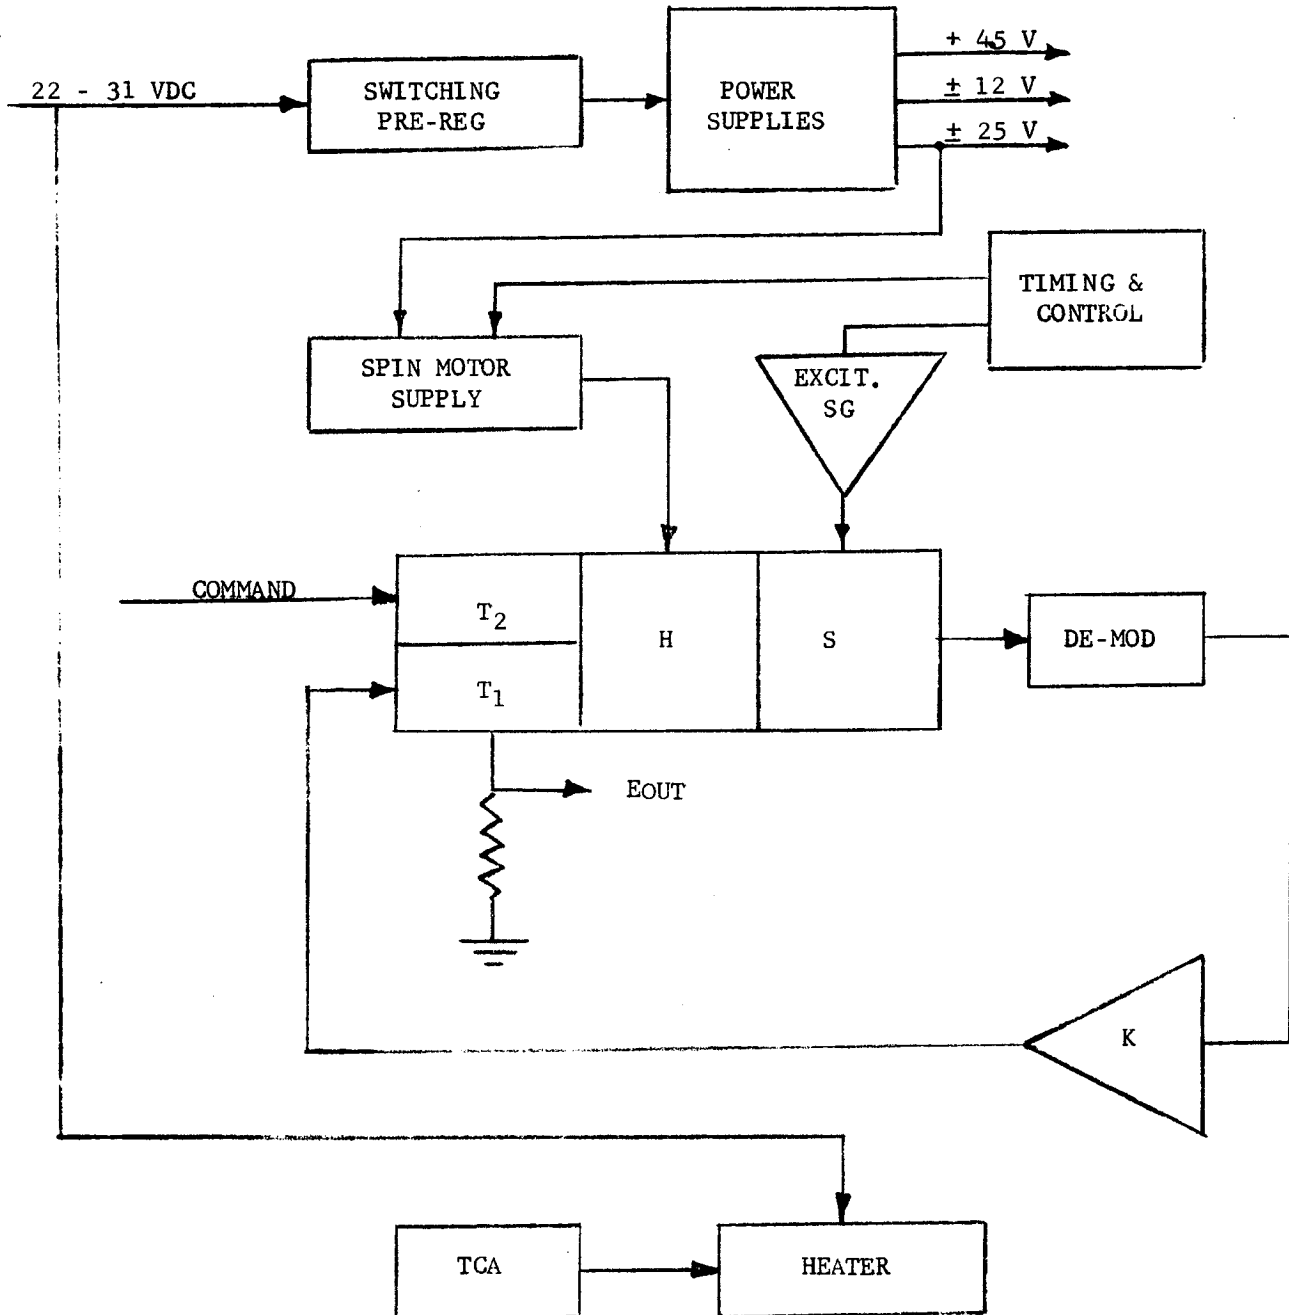 22 - 31 VDC
SWITCHING
PRE-REG
POWER
SUPPLIES
+ 45 V
± 12 V
± 25 V
TIMING &
CONTROL
SPIN MOTOR
SUPPLY
EXCIT.
SG
COMMAND
T2
T1
H
S
DE-MOD
EOUT
K
TCA
HEATER